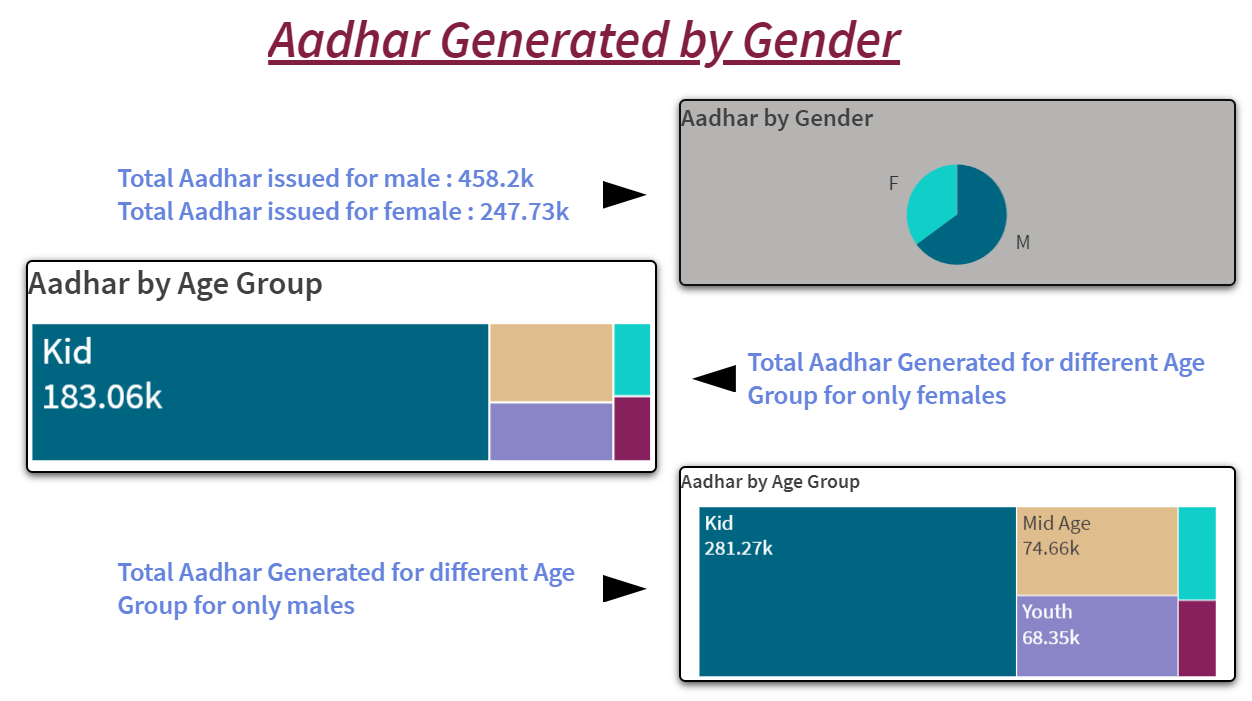 Aadhar Generated by Gender
Aadhar by Gender
Total Aadhar issued for male : 458.2k
Total Aadhar issued for female : 247.73k
F
M
Aadhar by Age Group
Kid
183.06k
Total Aadhar Generated for different Age
Group for only females
Aadhar by Age Group
Kid
281.27k
Mid Age
74.66k
Youth
68.35k
Total Aadhar Generated for different Age
Group for only males